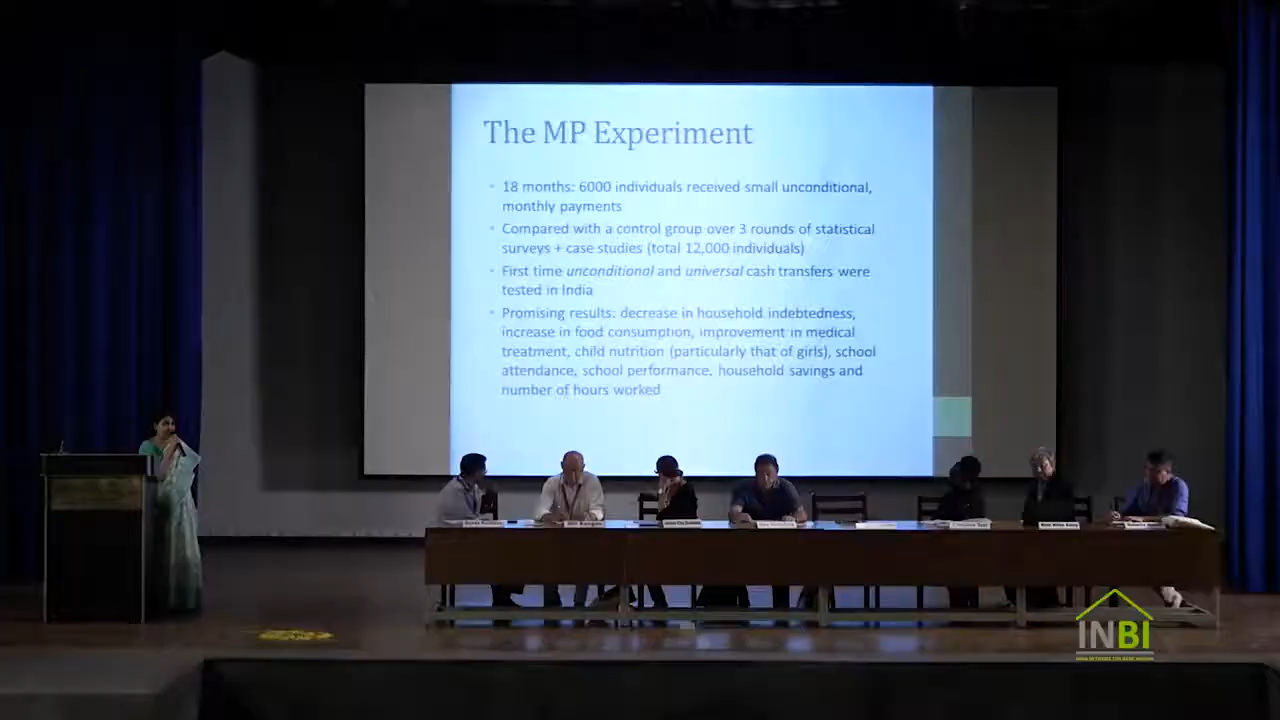 The MP Experiment
18 months: 6000 individuals received small unconditional,
monthly payments
Compared with a control group over 3 rounds of statistical
surveys + case studies (total 12,000 individuals)
First time unconditional and universal cash transfers were
tested in India
Promising results: decrease in household indebtedness,
increase in food consumption, improvement in medical
treatment, child nutrition (particularly that of girls), school
attendance, school performance, household savings and
number of hours worked
INBI